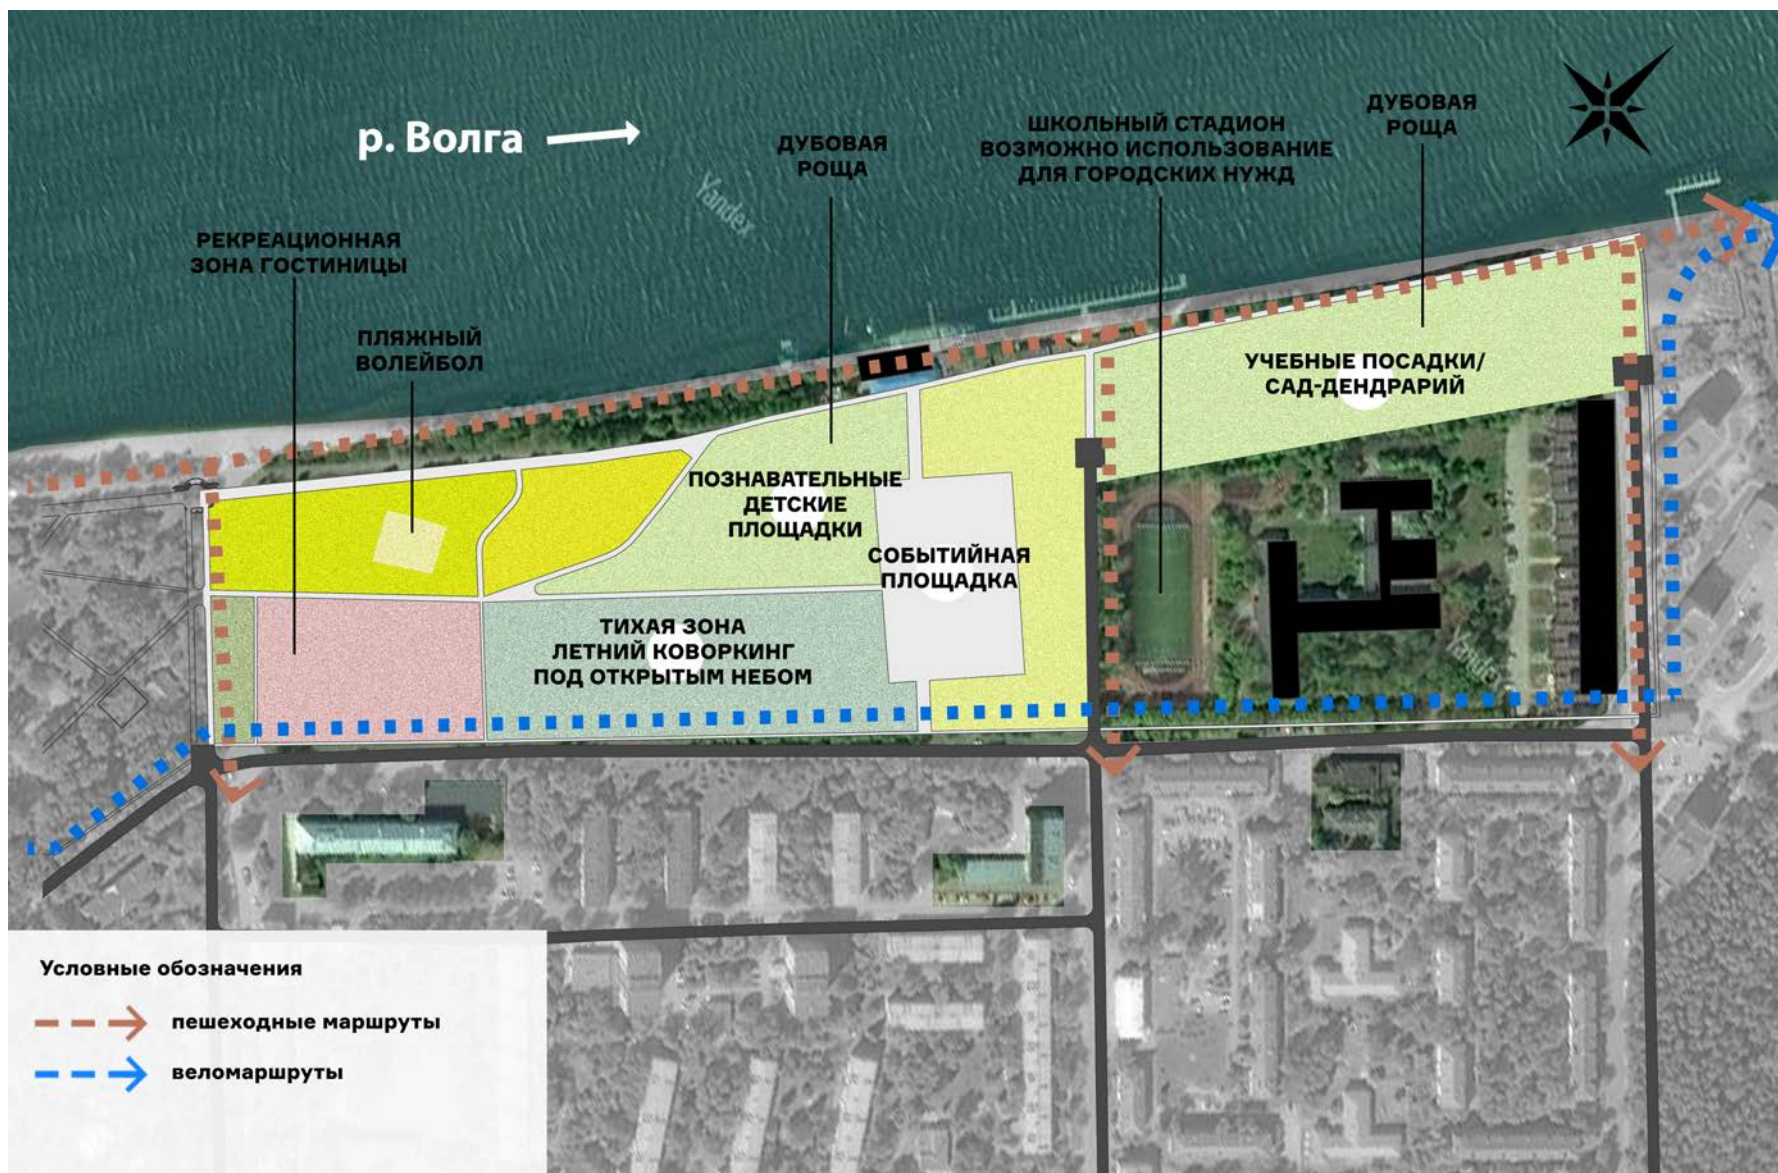 р. Волга
ДУБОВАЯ
РОЩА
ШКОЛЬНЫЙ СТАДИОН
ВОЗМОЖНО ИСПОЛЬЗОВАНИЕ
ДЛЯ ГОРОДСКИХ НУЖД
ДУБОВАЯ
РОЩА
Yandex
РЕКРЕАЦИОННАЯ
ЗОНА ГОСТИНИЦЫ
ПЛЯЖНЫЙ
ВОЛЕЙБОЛ
УЧЕБНЫЕ ПОСАДКИ/
САД-ДЕНДРАРИЙ
ПОЗНАВАТЕЛЬНЫЕ
ДЕТСКИЕ
ПЛОЩАДКИ
СОБЫТИЙНАЯ
ПЛОЩАДКА
ТИХАЯ ЗОНА
ЛЕТНИЙ КОВОРКИНГ
ПОД ОТКРЫТЫМ НЕБОМ
Yandex
Условные обозначения
пешеходные маршруты
веломаршруты